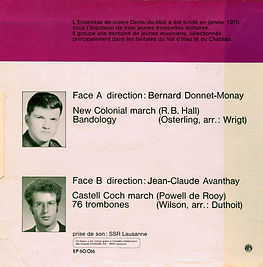 L'Ensemble de cuivre Dents-du-Midi a été fondé en janvier 1970
sous l'impulsion de trois jeunes trompettes militaires.
Il groupe une trentaine de jeunes musiciens, sélectionnés
principalement dans les fanfares du Val d'Illiez et du Chablais.
Face A direction: Bernard Donnet-Monay
New Colonial march (R.B. Hall)
Bandology (Osterling, arr.: Wrigt)
Face B direction: Jean-Claude Avanthay
Castell Coch march (Powell de Rooy)
76 trombones (Wilson, arr.: Duthoit)
prise de son: SSR Lausanne
EP 60 016